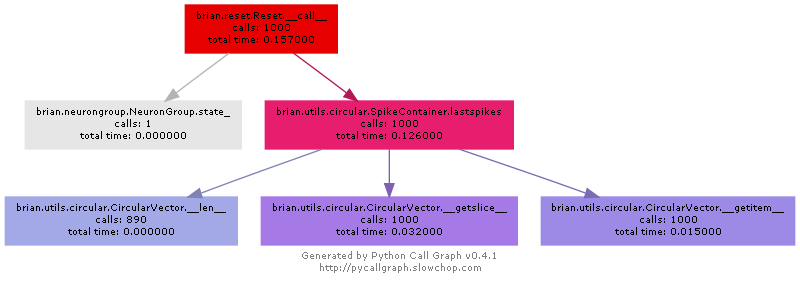 brian.reset.Reset.__call__
calls: 1000
total time: 0.157000
brian.neurongroup.NeuronGroup.state_
calls: 1
total time: 0.000000
brian.utils.circular.SpikeContainer.lastspikes
calls: 1000
total time: 0.126000
brian.utils.circular.CircularVector.__len__
calls: 890
total time: 0.000000
brian.utils.circular.CircularVector.__getslice__
calls: 1000
total time: 0.032000
brian.utils.circular.CircularVector.__getitem__
calls: 1000
total time: 0.015000
Generated by Python Call Graph v0.4.1
http://pycallgraph.slowchop.com